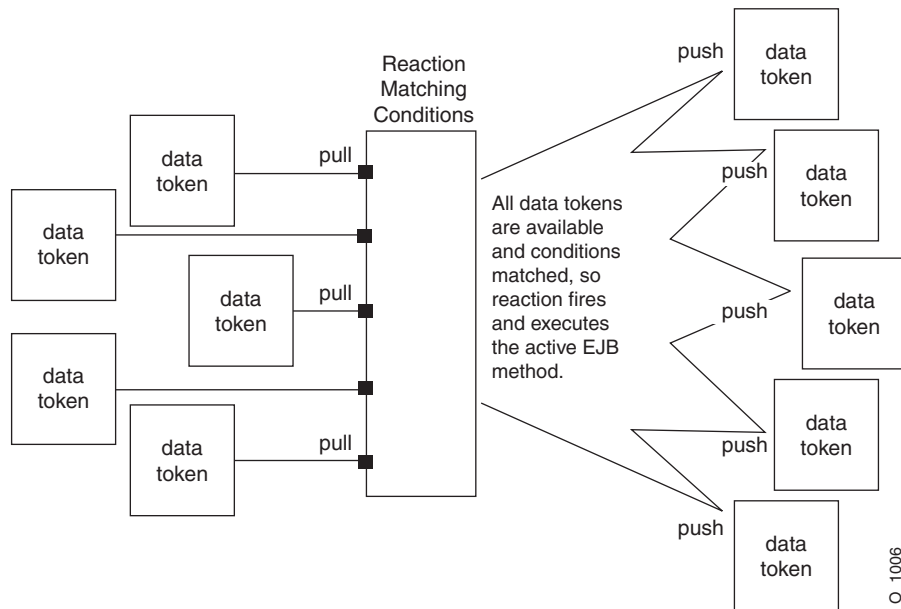 Reaction
Matching
Conditions
pull
data
token
data
token
pull
data
token
data
token
pull
data
token
All data tokens
are available
and conditions
matched, so
reaction fires
and executes
the active EJB
method.
push
data
token
push
data
token
push
data
token
push
data
token
push
data
token
O_1006